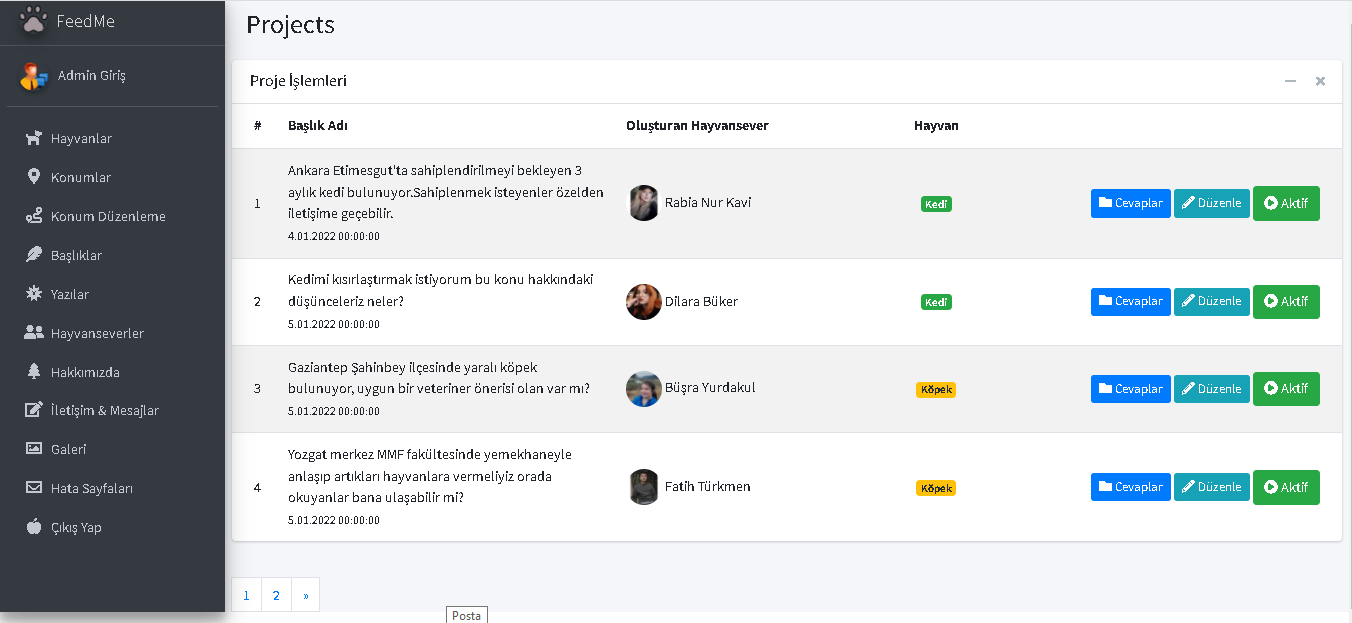 FeedMe
Admin Giriş
Hayvanlar
Konumlar
Konum Düzenleme
Başlıklar
Yazılar
Hayvanseverler
Hakkımızda
İletişim & Mesajlar
Galeri
Hata Sayfaları
Çıkış Yap
Projects
Proje İşlemleri
# Başlık Adı Oluşturan Hayvansever Hayvan
Ankara Etimesgut'ta sahiplendirilmeyi bekleyen 3
aylık kedi bulunuyor.Sahiplenmek isteyenler özelden
1 Rabia Nur Kavi Kedi Cevaplar Düzenle Aktif
iletişime geçebilir.
4.01.2022 00:00:00
Kedimi kısırlaştırmak istiyorum bu konu hakkındaki
2 düşünceleriz neler? Dilara Büker Kedi Cevaplar Düzenle Aktif
5.01.2022 00:00:00
Gaziantep Şahinbey ilçesinde yaralı köpek
3 bulunuyor, uygun bir veteriner önerisi olan var mı? Büşra Yurdakul Köpek Cevaplar Düzenle Aktif
5.01.2022 00:00:00
Yozgat merkez MMF fakültesinde yemekhaneyle
anlaşıp artıkları hayvanlara vermeliyiz orada
4 Fatih Türkmen Köpek Cevaplar Düzenle Aktif
okuyanlar bana ulaşabilir mi?
5.01.2022 00:00:00
1 2 »
Posta